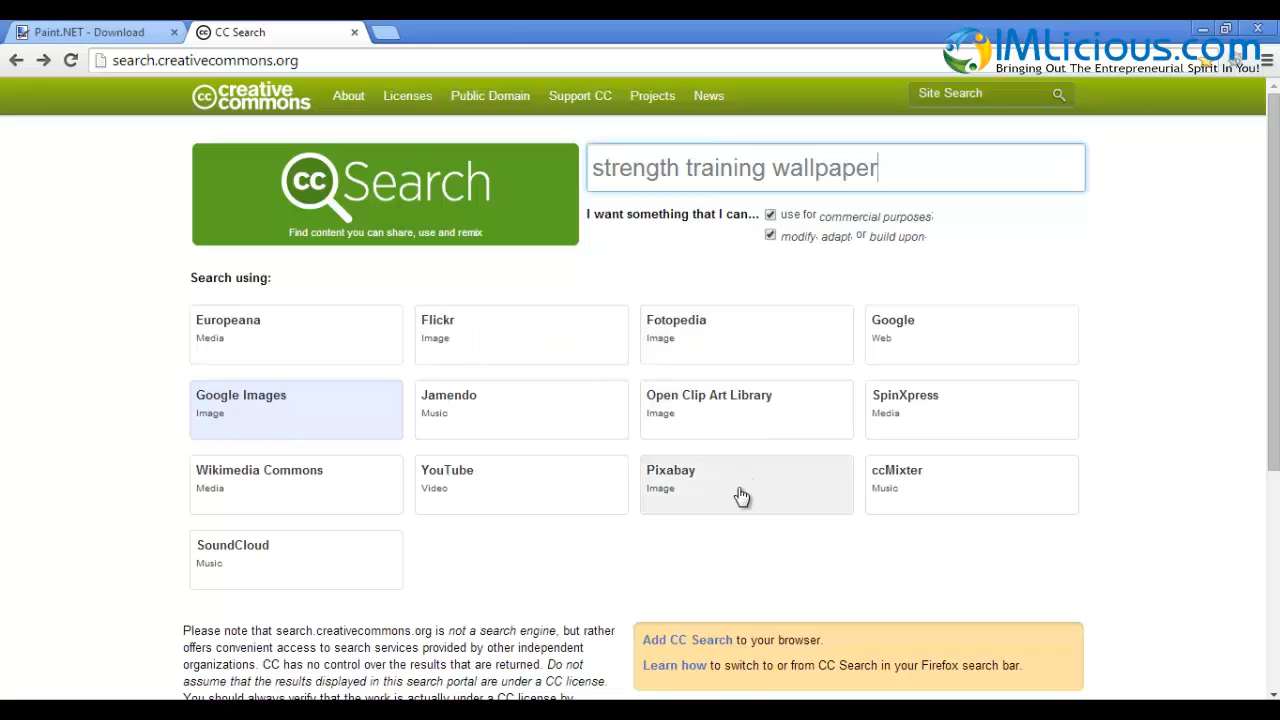 Paint.NET - Download
CC Search
IMLicious.com
Bringing Out The Entrepreneurial Spirit In You!
search.creativecommons.org
cc creative commons
About
Licenses
Public Domain
Support CC
Projects
News
Site Search
cc Search
Find content you can share, use and remix
strength training wallpaper
I want something that I can...
use for commercial purposes;
modify, adapt, or build upon.
Search using:
Europeana
Media
Flickr
Image
Fotopedia
Image
Google
Web
Google Images
Image
Jamendo
Music
Open Clip Art Library
Image
SpinXpress
Media
Wikimedia Commons
Media
YouTube
Video
Pixabay
Image
ccMixter
Music
SoundCloud
Music
Please note that search.creativecommons.org is not a search engine, but rather
offers convenient access to search services provided by other independent
organizations. CC has no control over the results that are returned. Do not
assume that the results displayed in this search portal are under a CC license.
You should always verify that the work is actually under a CC license by
Add CC Search to your browser.
Learn how to switch to or from CC Search in your Firefox search bar.